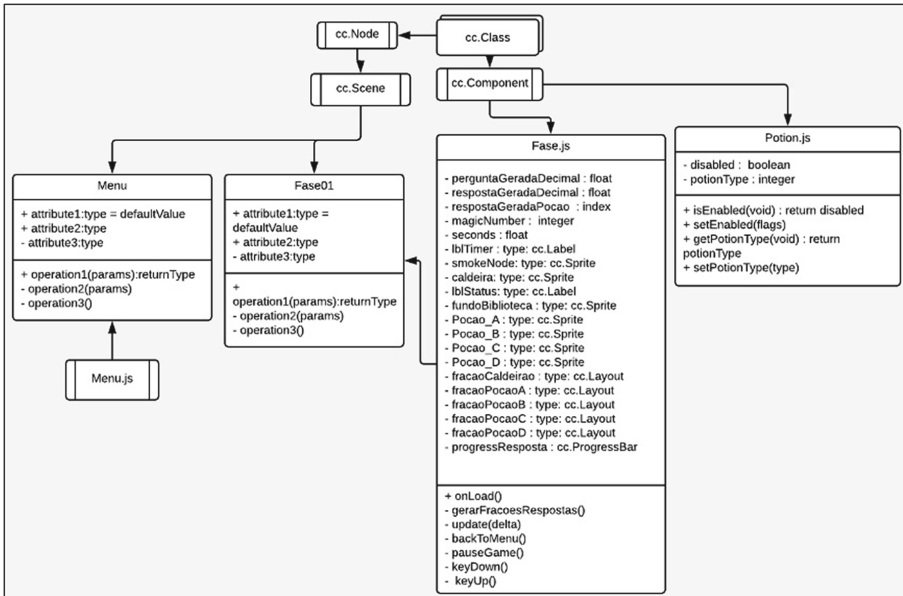 cc.Node
cc.Class
cc.Scene
cc.Component
Menu
+ attribute1:type = defaultValue
+ attribute2:type
- attribute3:type
+ operation1(params):returnType
- operation2(params)
- operation3()
Menu.js
Fase01
+ attribute1:type =
defaultValue
+ attribute2:type
- attribute3:type
+
operation1(params):returnType
- operation2(params)
- operation3()
Fase.js
- perguntaGeradaDecimal : float
- respostaGeradaDecimal : float
- respostaGeradaPocao : index
- magicNumber : integer
- seconds : float
- lblTimer : type: cc.Label
- smokeNode: type: cc.Sprite
- caldeira: type: cc.Sprite
- lblStatus: type: cc.Label
- fundoBiblioteca : type: cc.Sprite
- Pocao_A : type: cc.Sprite
- Pocao_B : type: cc.Sprite
- Pocao_C : type: cc.Sprite
- Pocao_D : type: cc.Sprite
- fracaoCaldeirao : type: cc.Layout
- fracaoPocaoA : type: cc.Layout
- fracaoPocaoB : type: cc.Layout
- fracaoPocaoC : type: cc.Layout
- fracaoPocaoD : type: cc.Layout
- progressResposta : cc.ProgressBar
+ onLoad()
- gerarFracoesRespostas()
- update(delta)
- backToMenu()
- pauseGame()
- keyDown()
- keyUp()
Potion.js
- disabled : boolean
- potionType : integer
+ isEnabled(void) : return disabled
+ setEnabled(flags)
+ getPotionType(void) : return
potionType
+ setPotionType(type)